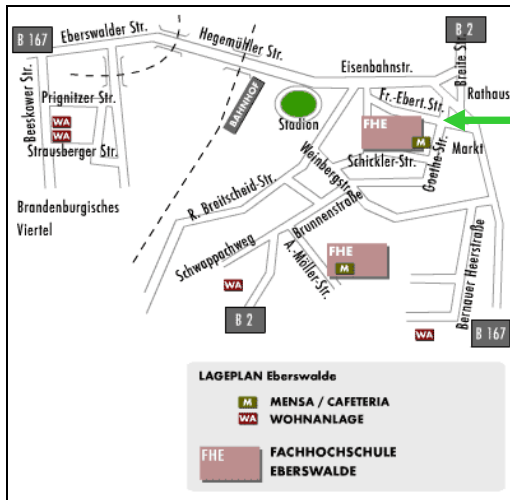 B 167
Eberswalder Str.
Hegemühler Str.
B 2
Breite Str.
Eisenbahnstr.
Beeskower Str.
Prignitzer Str.
Fr.-Ebert.Str.
Rathaus
BAHNHOF
WA
WA
Stadion
FHE
M
Strausberger Str.
Schickler-Str.
Goethe-Str.
Markt
Weinbergstr.
R. Breitscheid-Str.
Brandenburgisches
Viertel
Brunnenstraße
Schwappachweg
A.-Möller-Str.
FHE
M
Bernauer Heerstraße
WA
B 2
WA
B 167
LAGEPLAN Eberswalde
M MENSA / CAFETERIA
WA WOHNANLAGE
FHE FACHHOCHSCHULE
EBERSWALDE